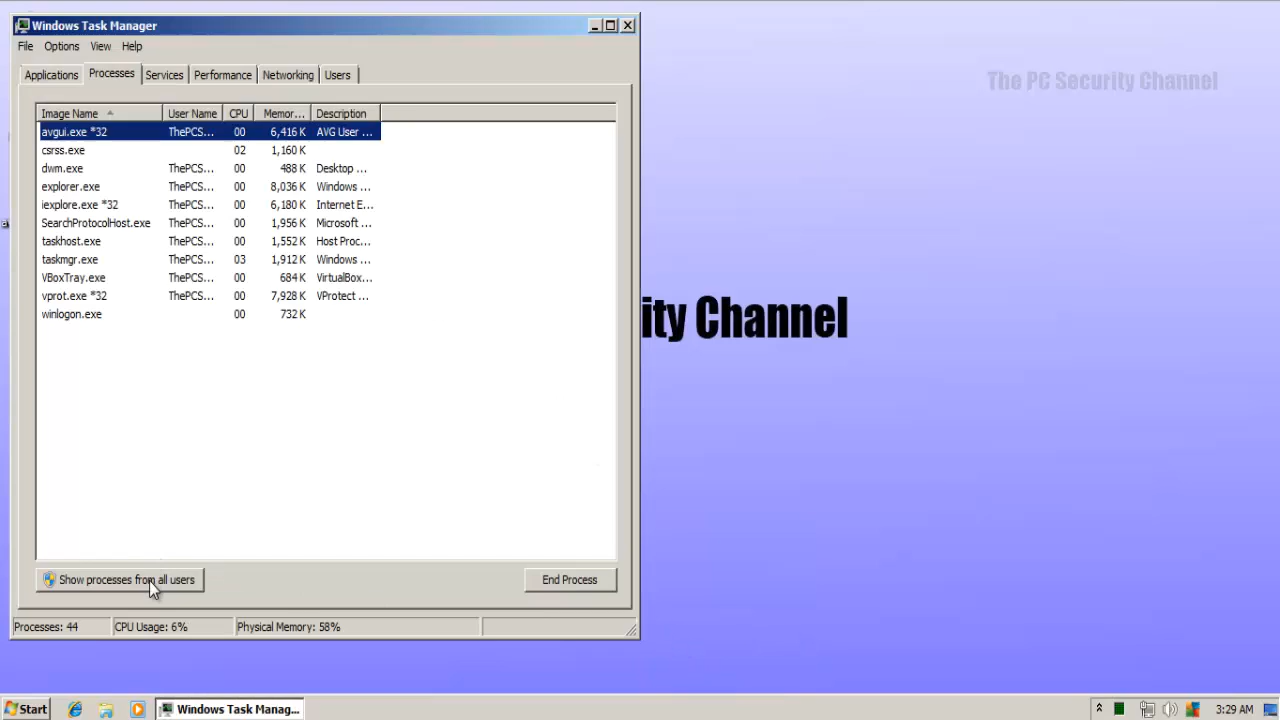 Windows Task Manager
The PC Security Channel
File Options View Help
Applications Processes Services Performance Networking Users
Image Name User Name CPU Memor... Description
avgui.exe *32 ThePCS... 00 6,416 K AVG User ...
csrss.exe 02 1,160 K
dwm.exe ThePCS... 00 488 K Desktop ...
explorer.exe ThePCS... 00 8,036 K Windows ...
iexplore.exe *32 ThePCS... 00 6,180 K Internet E...
SearchProtocolHost.exe ThePCS... 00 1,956 K Microsoft ...
taskhost.exe ThePCS... 00 1,552 K Host Proc...
taskmgr.exe ThePCS... 03 1,912 K Windows ...
VBoxTray.exe ThePCS... 00 684 K VirtualBox...
vprot.exe *32 ThePCS... 00 7,928 K VProtect ...
winlogon.exe 00 732 K
ity Channel
Show processes from all users End Process
Processes: 44 CPU Usage: 6% Physical Memory: 58%
Start Windows Task Manag... 3:29 AM